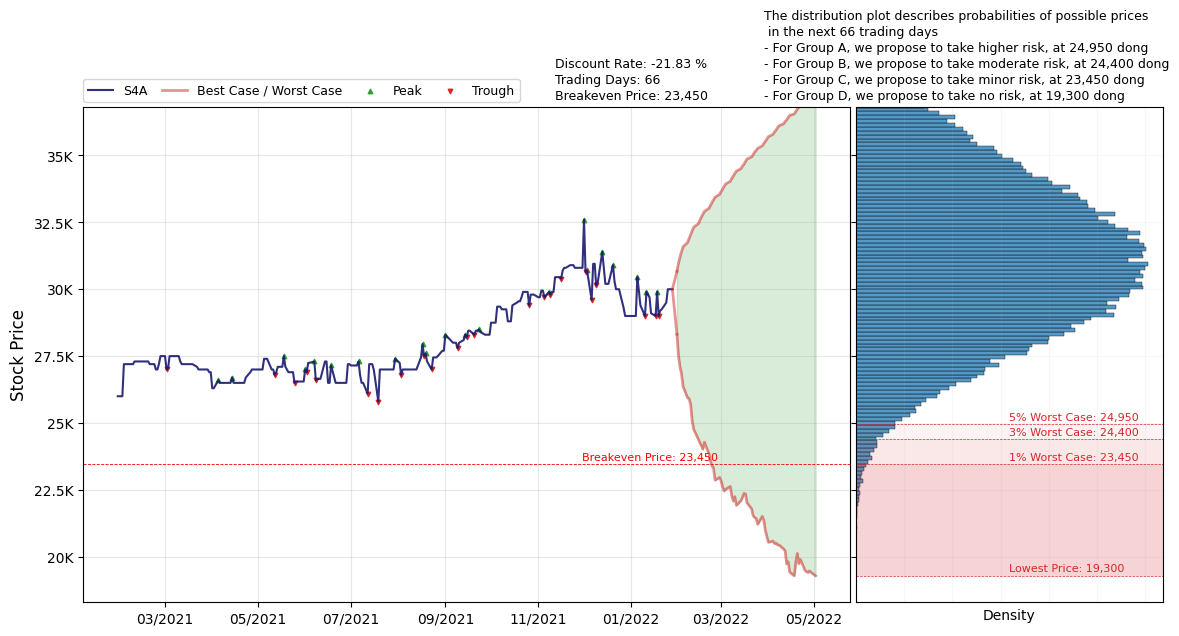 The distribution plot describes probabilities of possible prices
in the next 66 trading days
- For Group A, we propose to take higher risk, at 24,950 dong
- For Group B, we propose to take moderate risk, at 24,400 dong
- For Group C, we propose to take minor risk, at 23,450 dong
- For Group D, we propose to take no risk, at 19,300 dong
Discount Rate: -21.83 %
Trading Days: 66
Breakeven Price: 23,450
S4A
Best Case / Worst Case
Peak
Trough
Stock Price
35K
32.5K
30K
27.5K
25K
22.5K
20K
Breakeven Price: 23,450
5% Worst Case: 24,950
3% Worst Case: 24,400
1% Worst Case: 23,450
Lowest Price: 19,300
03/2021
05/2021
07/2021
09/2021
11/2021
01/2022
03/2022
05/2022
Density